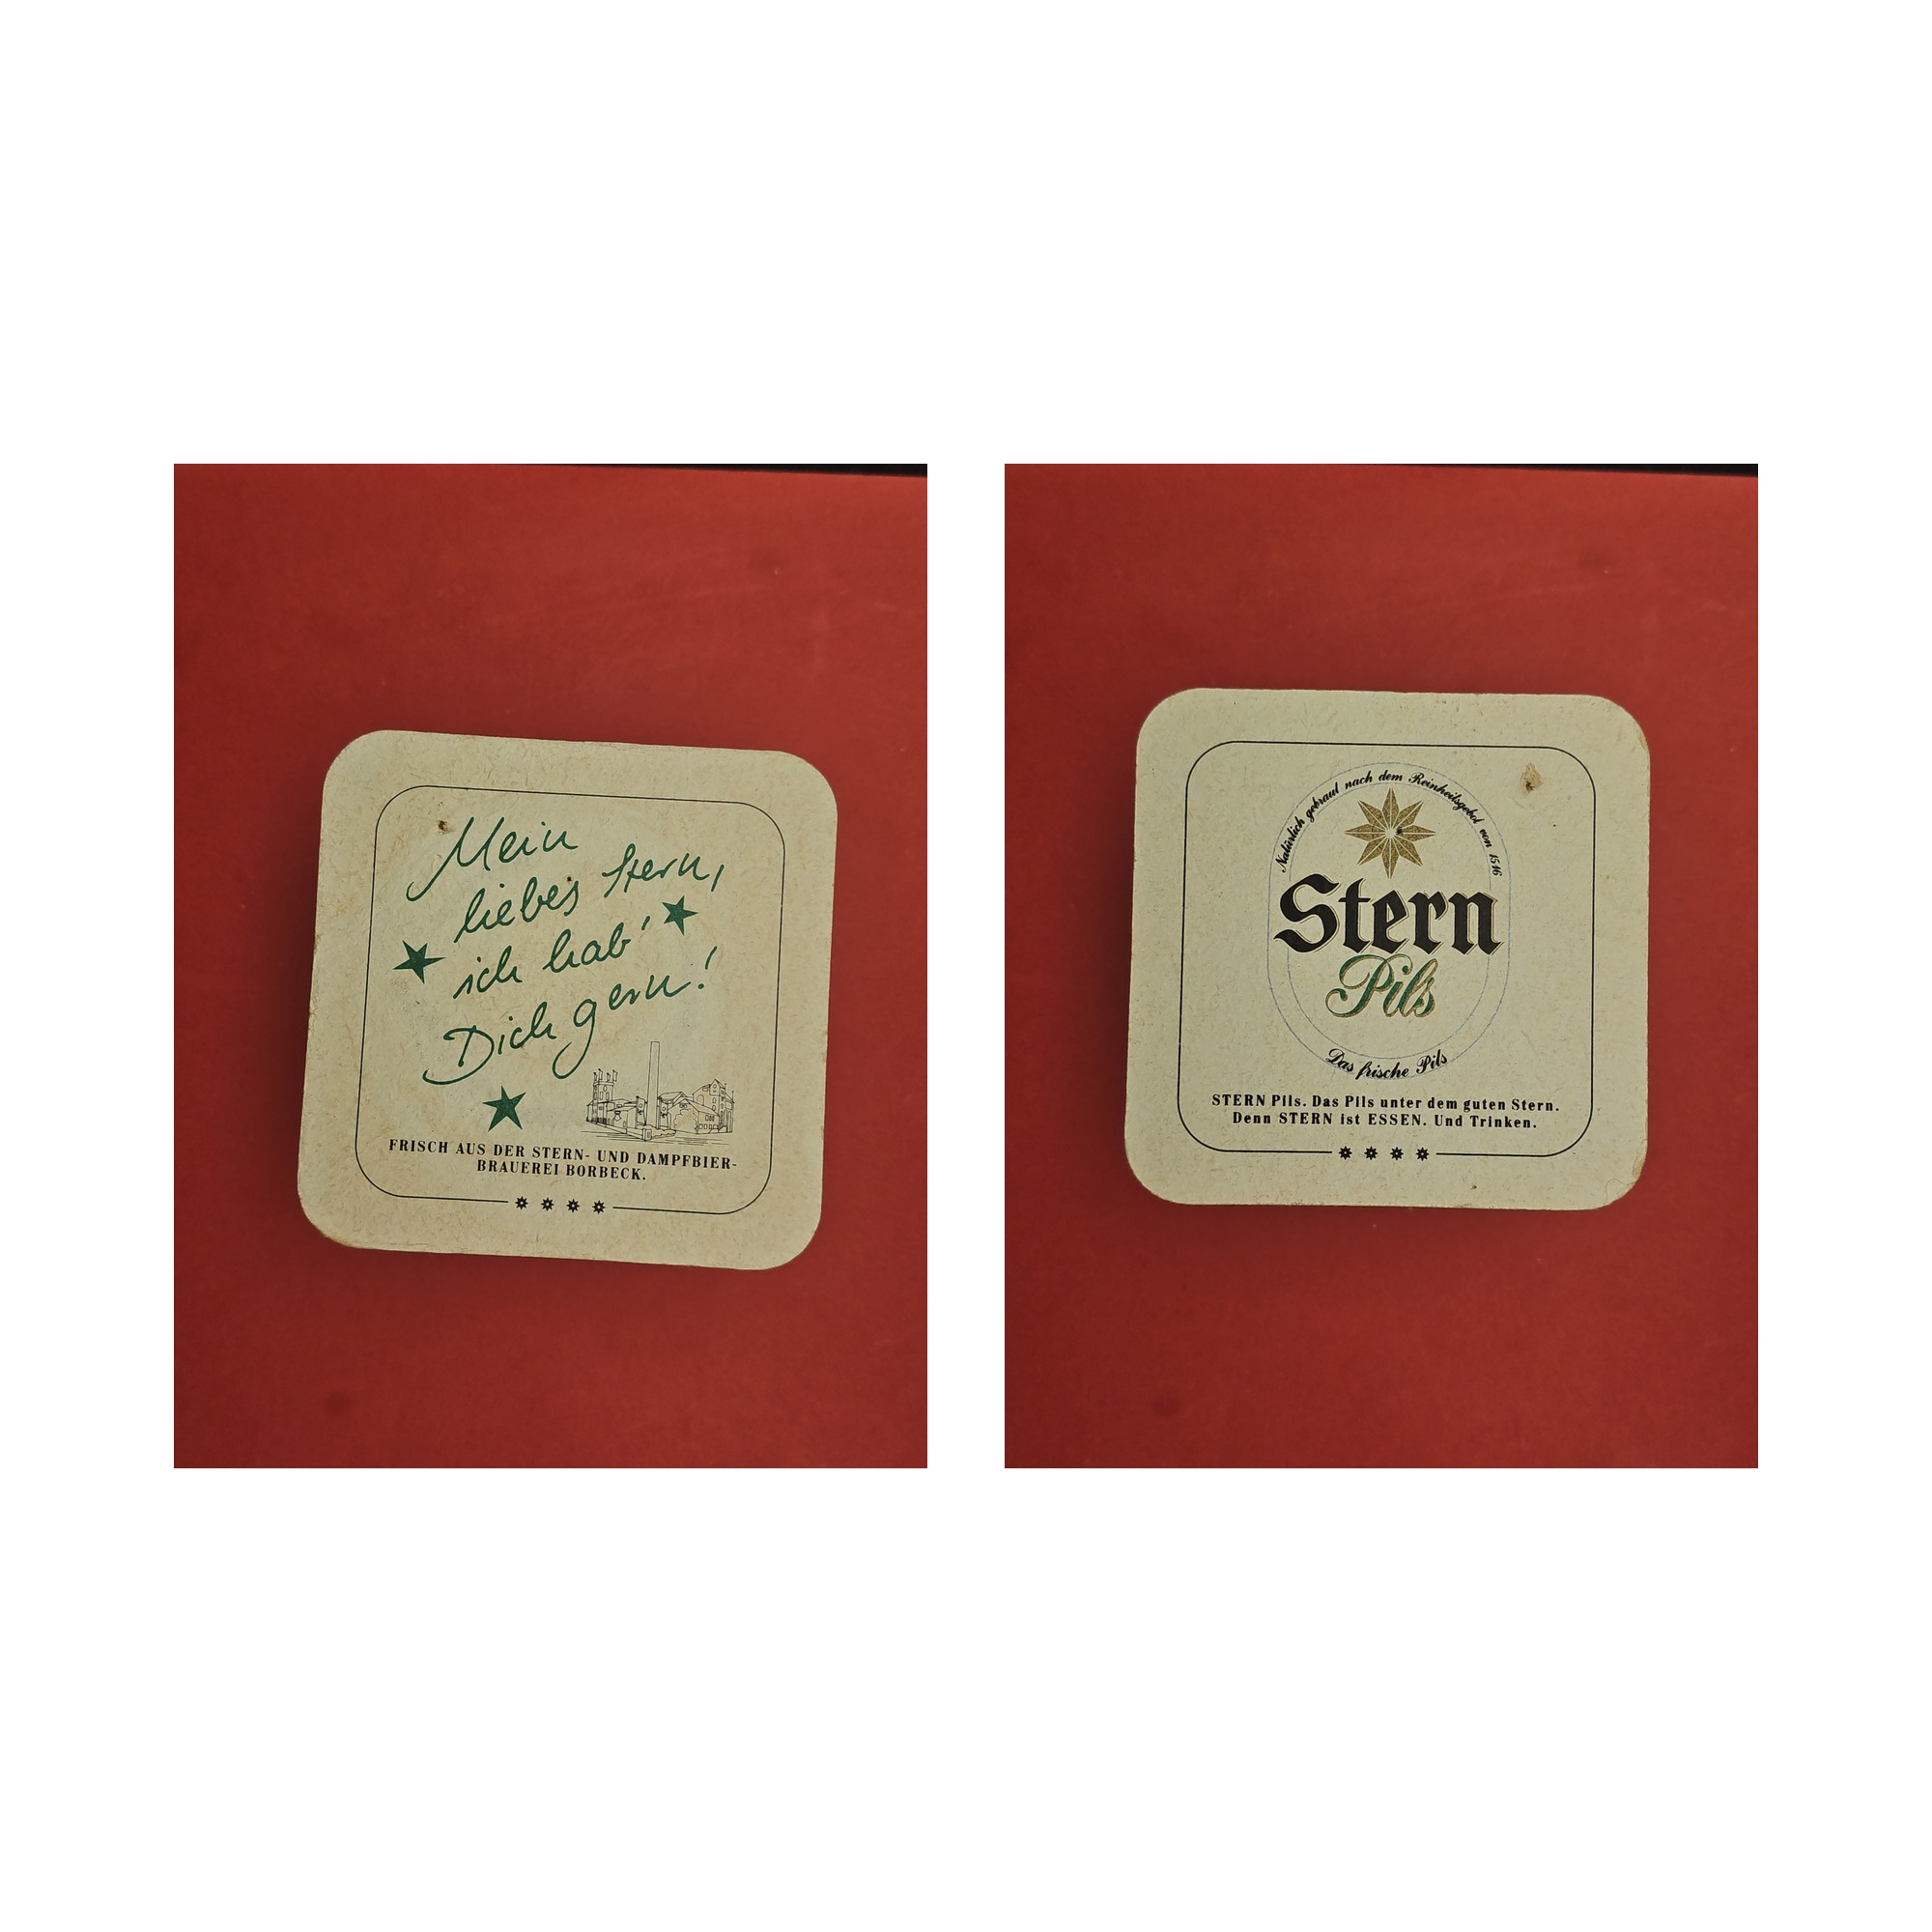 Mein
liebes Stern,
ich hab'
Dich gern!
FRISCH AUS DER STERN- UND DAMPFBIER-
BRAUEREI BORBECK.
Natürlich gebraut nach dem Reinheitsgebot von 1516
Stern
Pils
Das frische Pils
STERN Pils. Das Pils unter dem guten Stern.
Denn STERN ist ESSEN. Und Trinken.